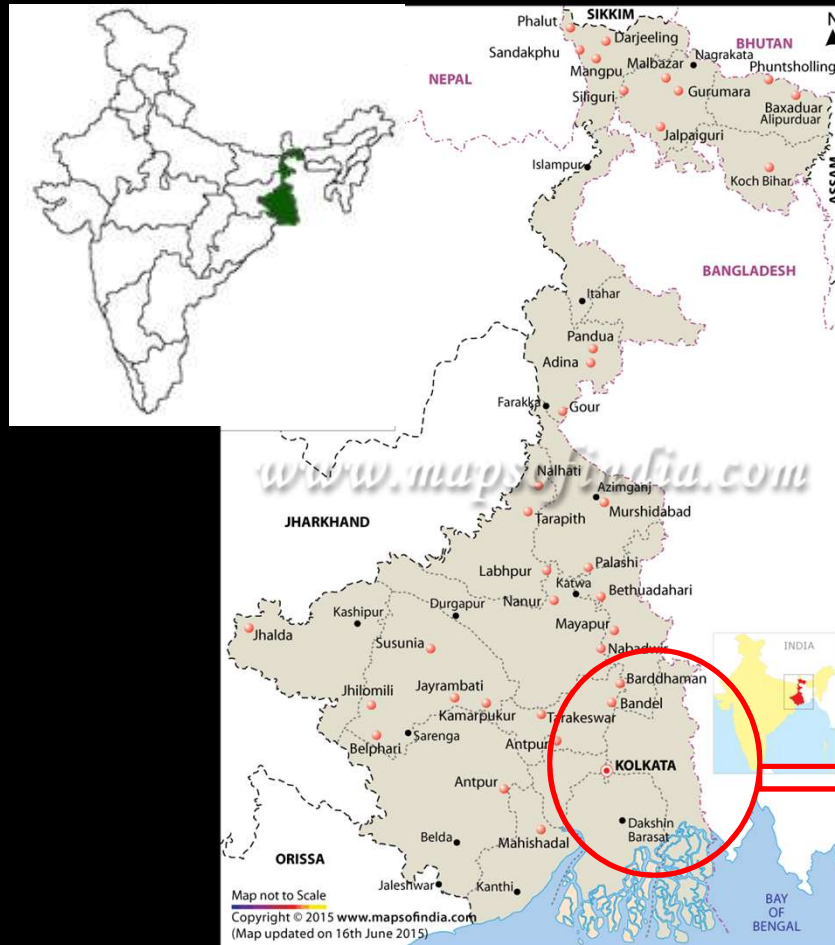 SIKKIM
N
Phalut
Darjeeling
BHUTAN
Sandakphu
Nagrakata
Mangpu
Malbazar
Phuntsholling
NEPAL
Siliguri
Gurumara
Baxaduar
Alipurduar
Jalpaiguri
Islampur
Koch Bihar
ASSAM
BANGLADESH
Itahar
Pandua
Adina
Farakka
Gour
www.mapsofindia.com
Nalhati
Azimganj
Murshidabad
JHARKHAND
Tarapith
Palashi
Labhpur
Katwa
Bethuadahari
Nanur
Durgapur
Kashipur
Mayapur
Jhalda
Susunia
Nabadwip
INDIA
Barddhaman
Jhilomili
Jayrambati
Bandel
Kamarpukur
Tarakeswar
Sarenga
Antpur
Belphari
KOLKATA
Antpur
Dakshin
Barasat
Mahishadal
Belda
ORISSA
Jaleshwar
Kanthi
BAY
OF
BENGAL
Map not to Scale
Copyright © 2015 www.mapsofindia.com
(Map updated on 16th June 2015)